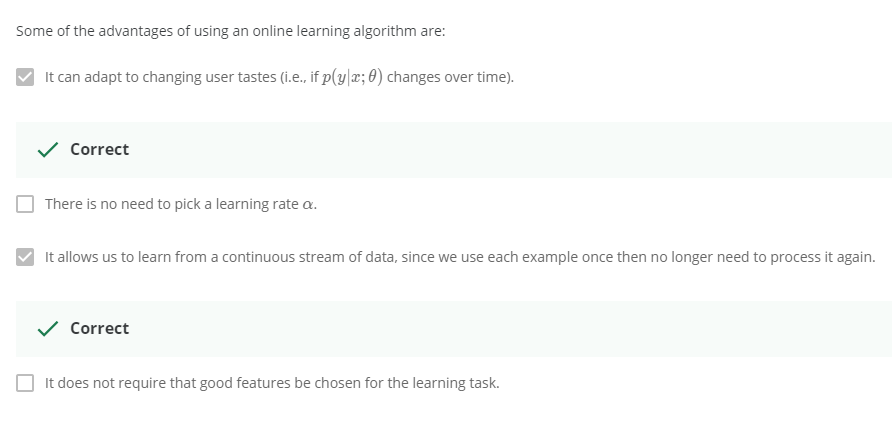 Some of the advantages of using an online learning algorithm are:
It can adapt to changing user tastes (i.e., if p(y|x; θ) changes over time).
Correct
There is no need to pick a learning rate α.
It allows us to learn from a continuous stream of data, since we use each example once then no longer need to process it again.
Correct
It does not require that good features be chosen for the learning task.